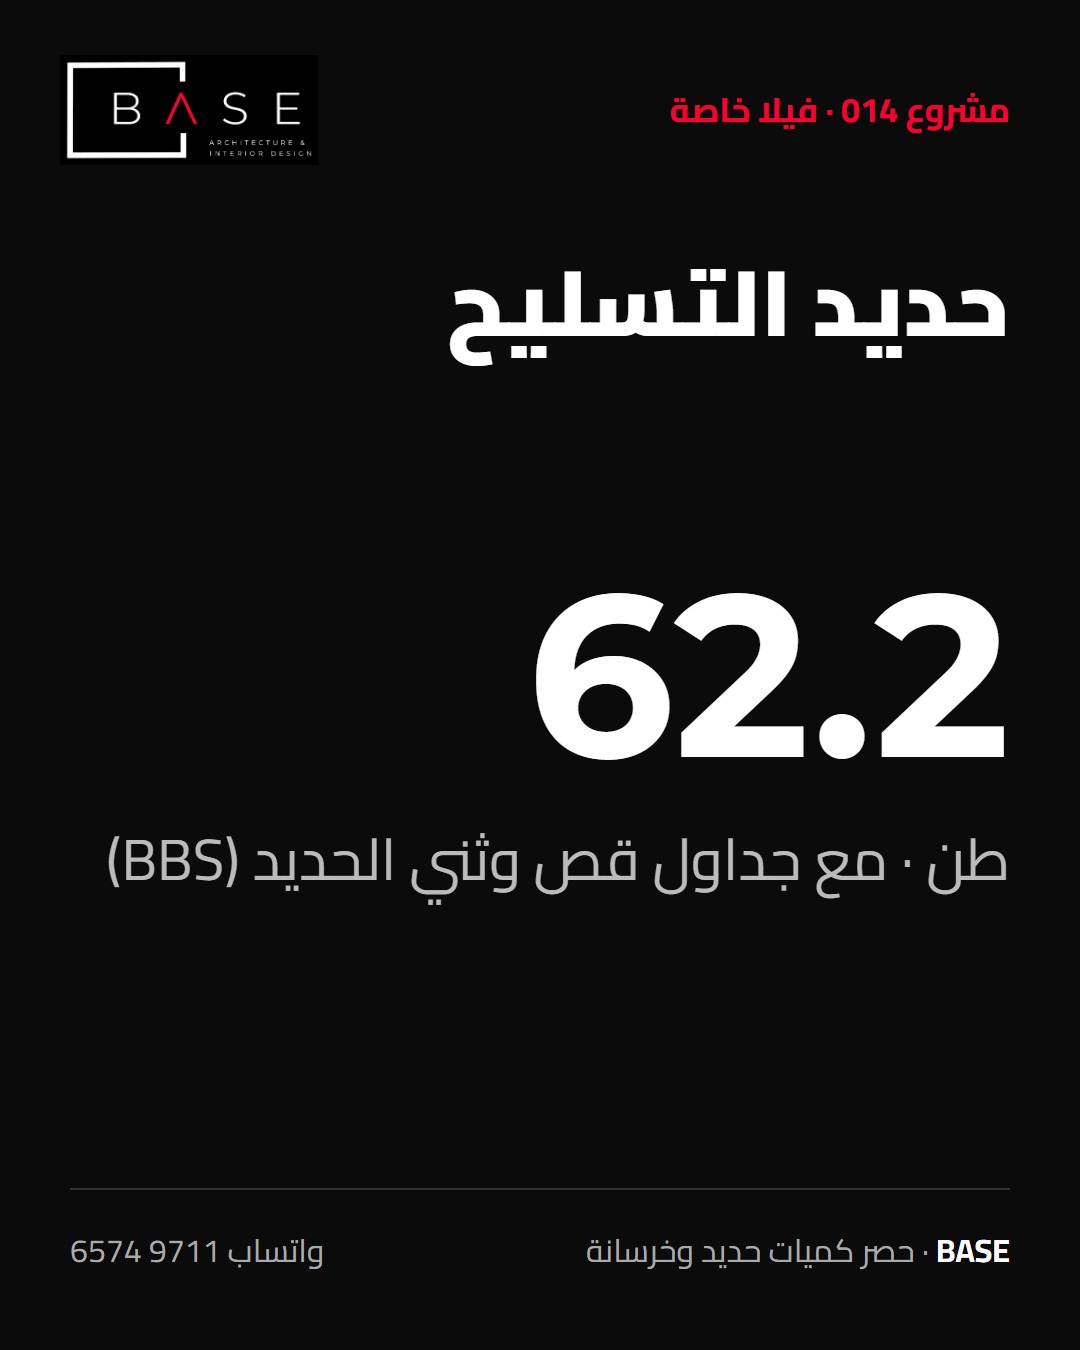 BASE
ARCHITECTURE &
INTERIOR DESIGN
مشروع 014 · فيلا خاصة
حديد التسليح
62.2
طن · مع جداول قص وثني الحديد (BBS)
BASE · حصر كميات حديد وخرسانة
واتساب 9711 6574